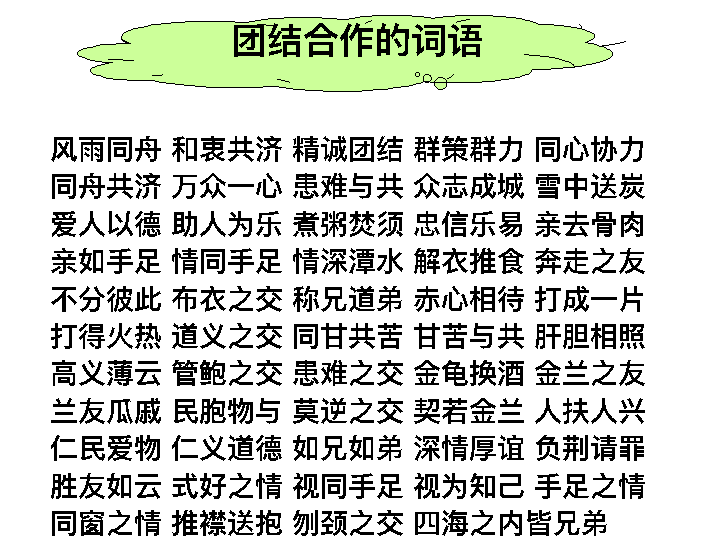 团结合作的词语
风雨同舟 和衷共济 精诚团结 群策群力 同心协力
同舟共济 万众一心 患难与共 众志成城 雪中送炭
爱人以德 助人为乐 煮粥焚须 忠信乐易 亲去骨肉
亲如手足 情同手足 情深潭水 解衣推食 奔走之友
不分彼此 布衣之交 称兄道弟 赤心相待 打成一片
打得火热 道义之交 同甘共苦 甘苦与共 肝胆相照
高义薄云 管鲍之交 患难之交 金龟换酒 金兰之友
兰友瓜戚 民胞物与 莫逆之交 契若金兰 人扶人兴
仁民爱物 仁义道德 如兄如弟 深情厚谊 负荆请罪
胜友如云 式好之情 视同手足 视为知己 手足之情
同窗之情 推襟送抱 刎颈之交 四海之内皆兄弟